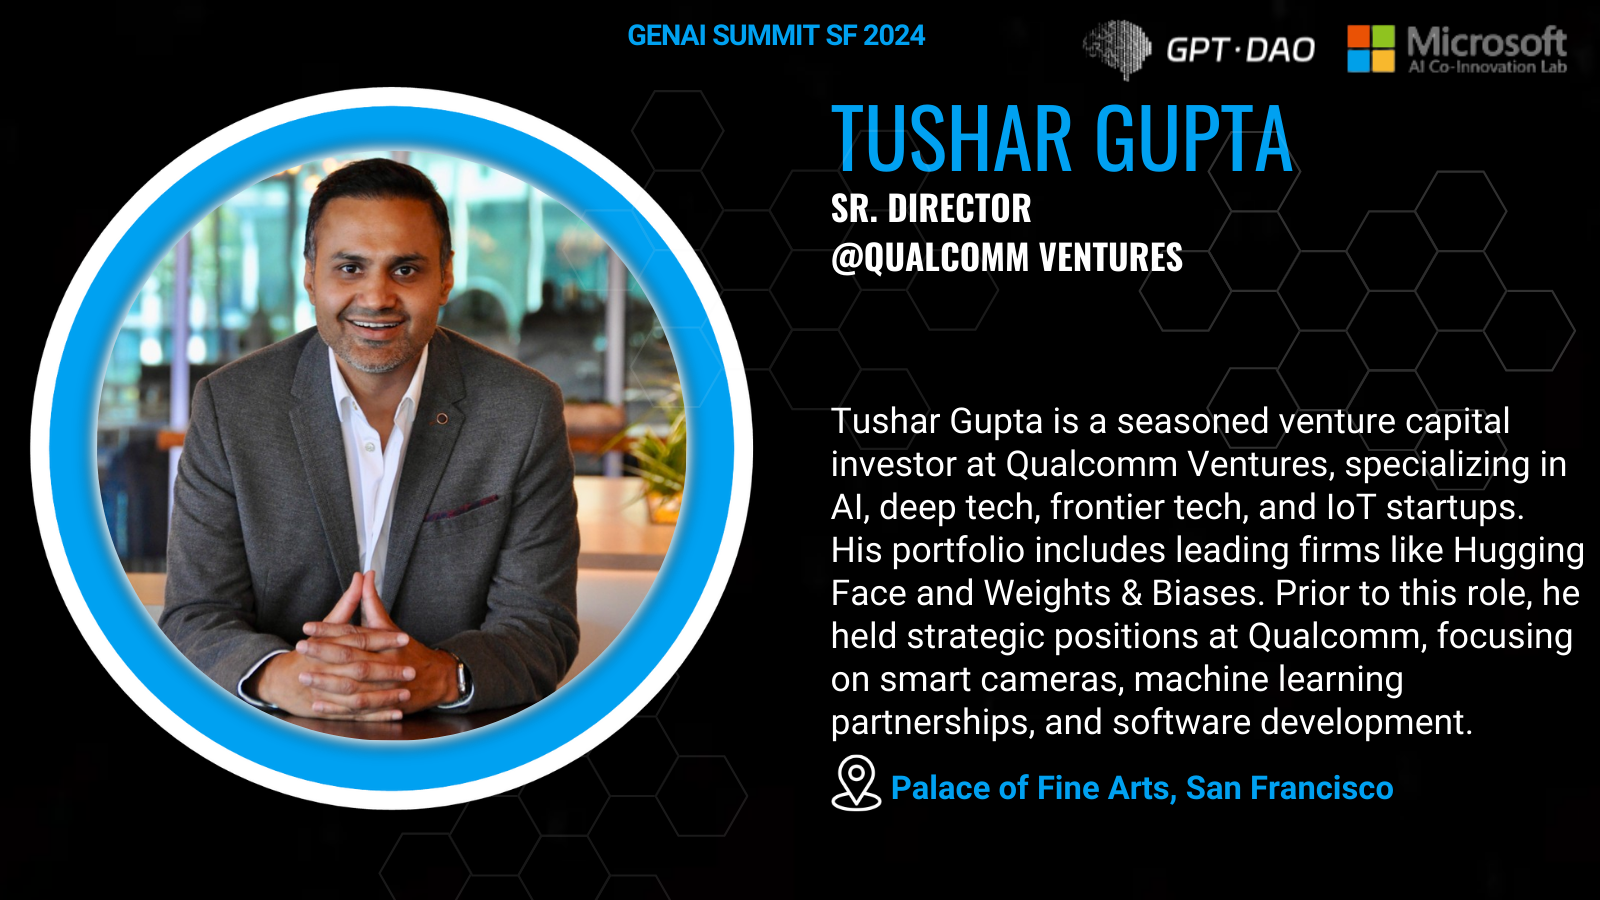 GENAI SUMMIT SF 2024
GPT·DAO
Microsoft
AI Co-Innovation Lab
TUSHAR GUPTA
SR. DIRECTOR
@QUALCOMM VENTURES
Tushar Gupta is a seasoned venture capital
investor at Qualcomm Ventures, specializing in
AI, deep tech, frontier tech, and IoT startups.
His portfolio includes leading firms like Hugging
Face and Weights & Biases. Prior to this role, he
held strategic positions at Qualcomm, focusing
on smart cameras, machine learning
partnerships, and software development.
Palace of Fine Arts, San Francisco